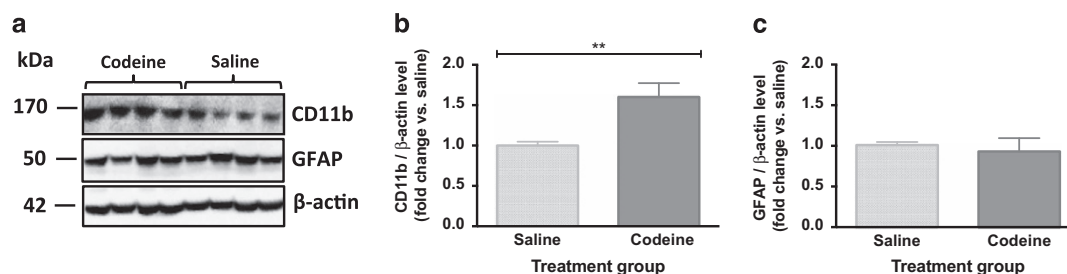 a
kDa
Codeine Saline
170
CD11b
50
GFAP
42
β-actin
b
CD11b / β-actin level
(fold change vs. saline)
**
2.0
1.5
1.0
0.5
0.0
Saline Codeine
Treatment group
c
GFAP / β-actin level
(fold change vs. saline)
2.0
1.5
1.0
0.5
0.0
Saline Codeine
Treatment group